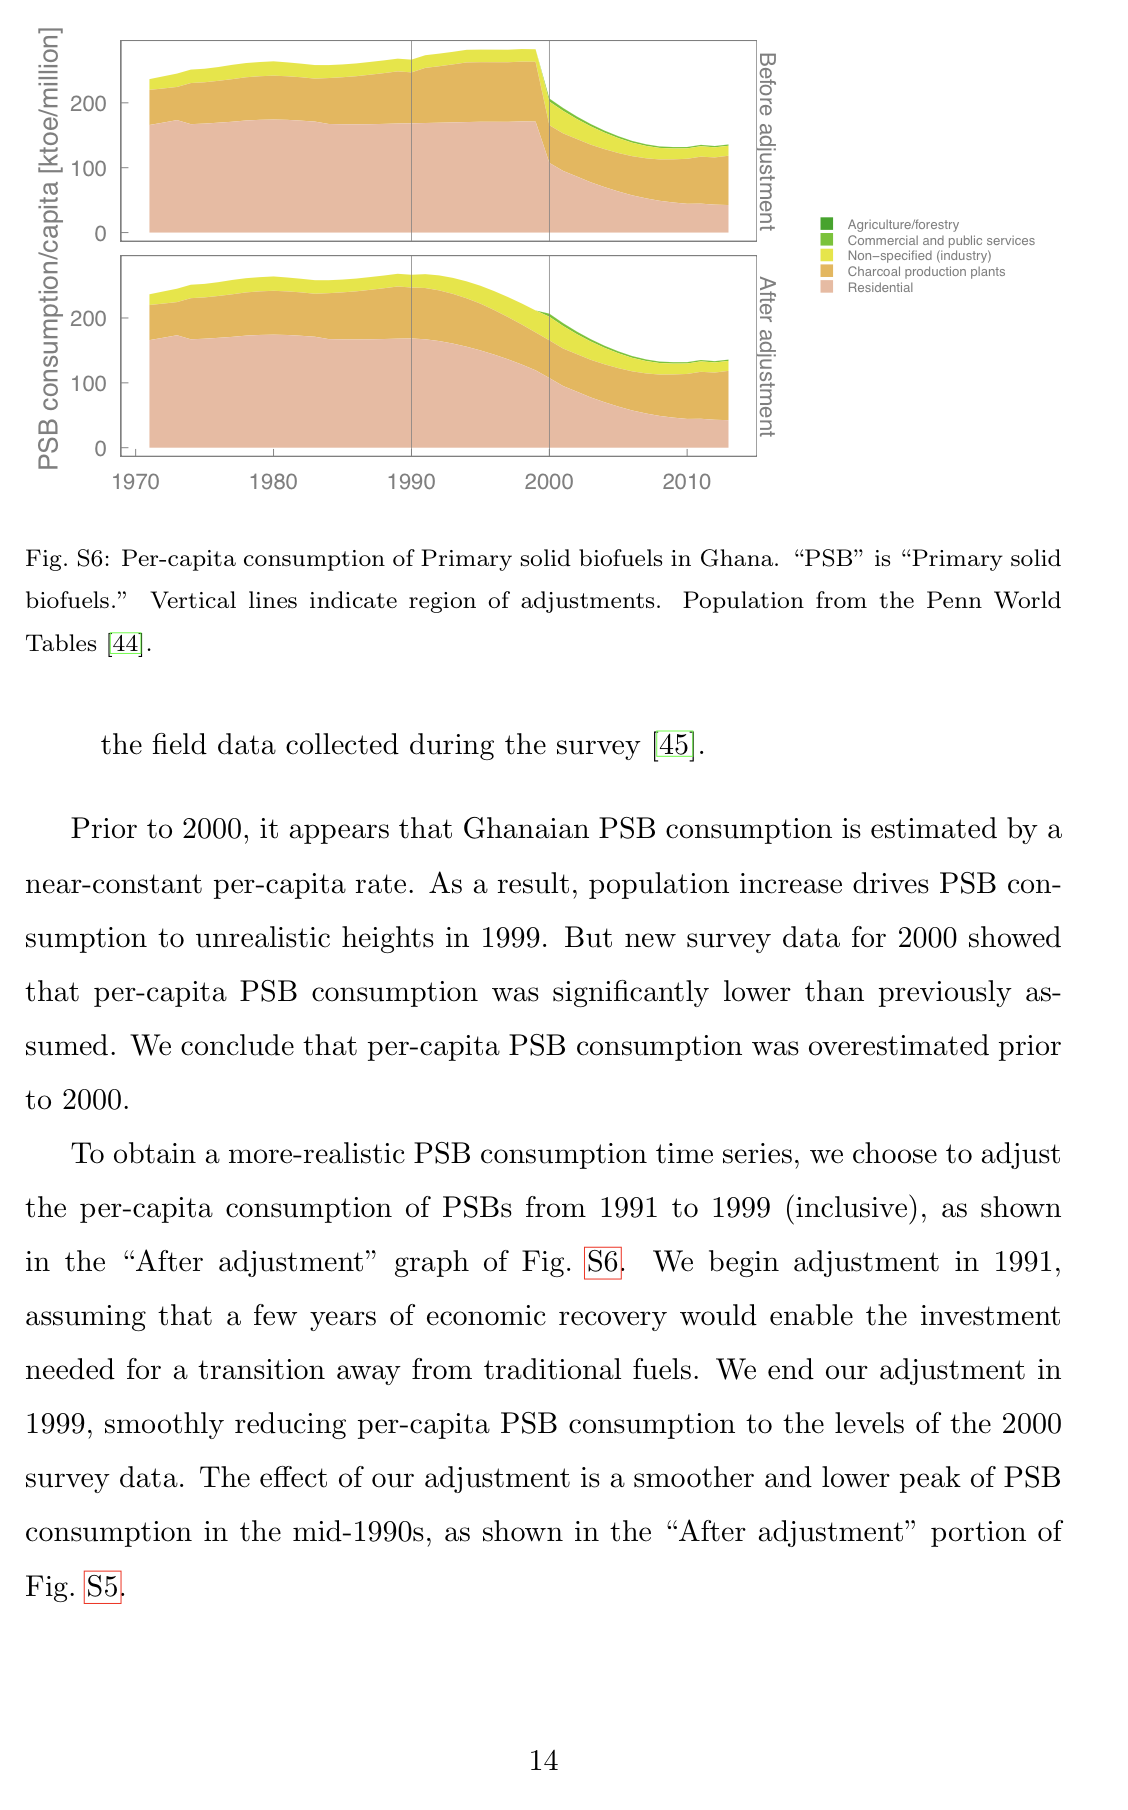 PSB consumption/capita [ktoe/million]
200
100
0
Before adjustment
200
100
0
After adjustment
1970 1980 1990 2000 2010
Agriculture/forestry
Commercial and public services
Non−specified (industry)
Charcoal production plants
Residential
Fig. S6: Per-capita consumption of Primary solid biofuels in Ghana. “PSB” is “Primary solid
biofuels.” Vertical lines indicate region of adjustments. Population from the Penn World
Tables [44].
the field data collected during the survey [45].
Prior to 2000, it appears that Ghanaian PSB consumption is estimated by a
near-constant per-capita rate. As a result, population increase drives PSB con-
sumption to unrealistic heights in 1999. But new survey data for 2000 showed
that per-capita PSB consumption was significantly lower than previously as-
sumed. We conclude that per-capita PSB consumption was overestimated prior
to 2000.
To obtain a more-realistic PSB consumption time series, we choose to adjust
the per-capita consumption of PSBs from 1991 to 1999 (inclusive), as shown
in the “After adjustment” graph of Fig. S6. We begin adjustment in 1991,
assuming that a few years of economic recovery would enable the investment
needed for a transition away from traditional fuels. We end our adjustment in
1999, smoothly reducing per-capita PSB consumption to the levels of the 2000
survey data. The effect of our adjustment is a smoother and lower peak of PSB
consumption in the mid-1990s, as shown in the “After adjustment” portion of
Fig. S5.
14